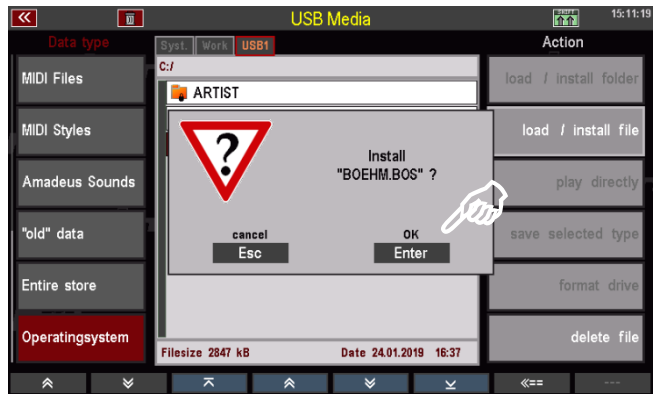 USB Media
15:11:19
Data type
Syst. Work USB1
Action
C:/
MIDI Files
ARTIST
load / install folder
MIDI Styles
load / install file
Install
"BOEHM.BOS" ?
Amadeus Sounds
play directly
"old" data
cancel
OK
save selected type
Esc
Enter
Entire store
format drive
Operatingsystem
delete file
Filesize 2847 kB
Date 24.01.2019 16:37
«==
---